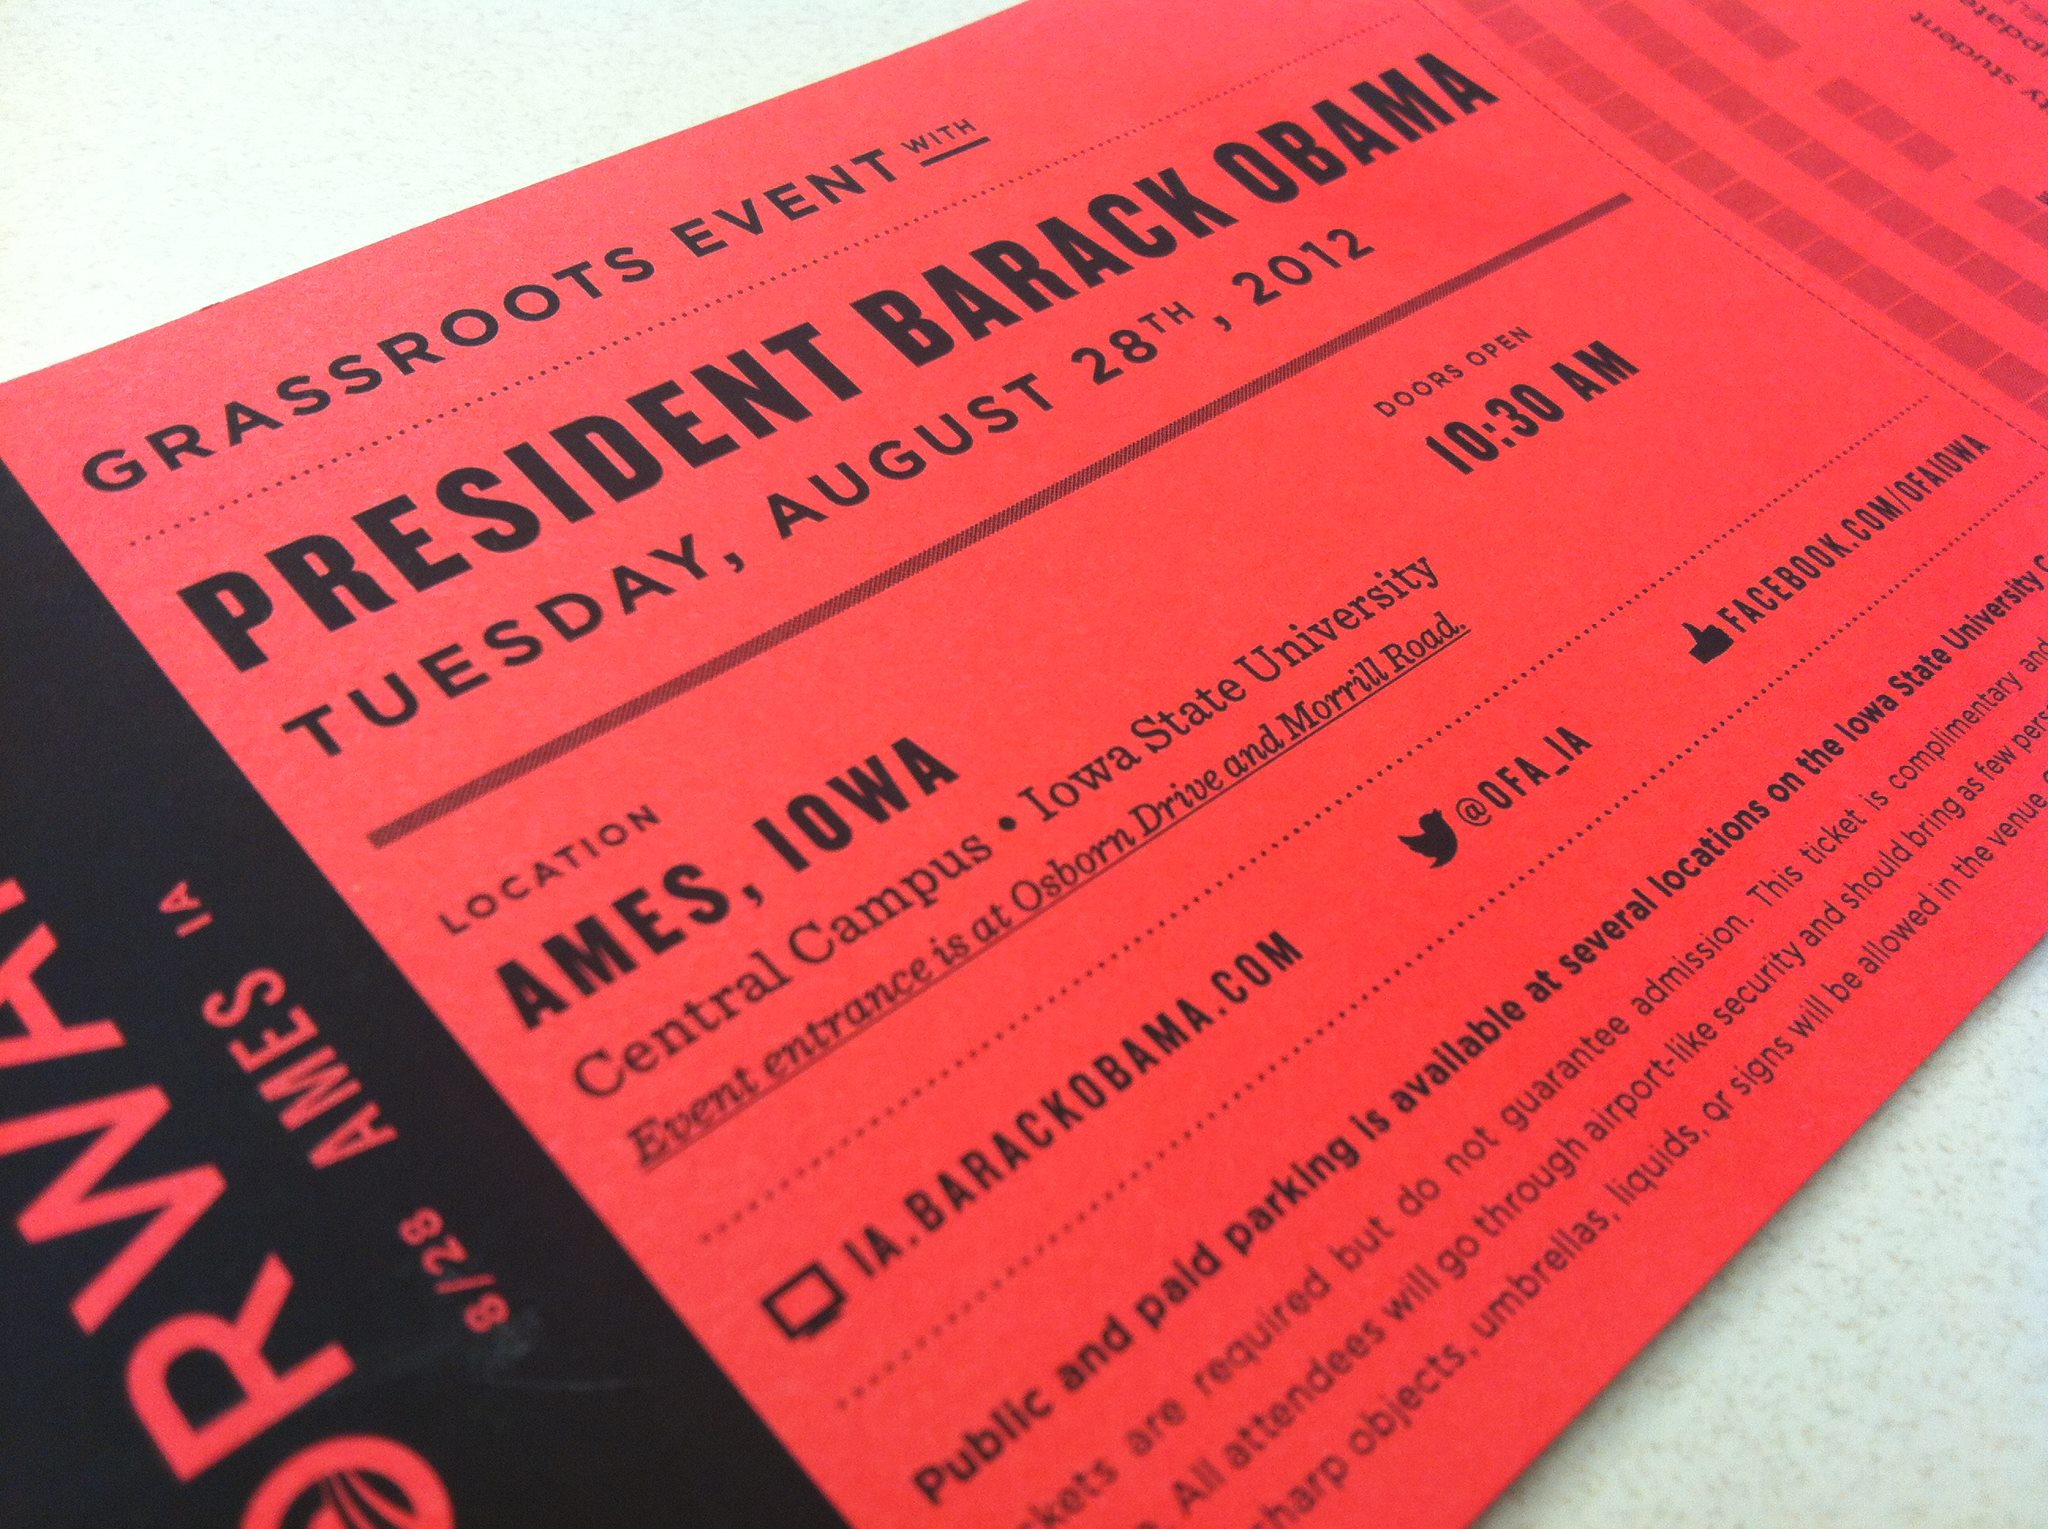 GRASSROOTS EVENT WITH
PRESIDENT BARACK OBAMA
TUESDAY, AUGUST 28TH, 2012
LOCATION
AMES, IOWA
Central Campus • Iowa State University
Event entrance is at Osborn Drive and Morrill Road.
DOORS OPEN
10:30 AM
IA.BARACKOBAMA.COM
@OFA_IA
FACEBOOK.COM/OFAIOWA
Public and paid parking is available at several locations on the Iowa State University
are required but do not guarantee admission. This ticket is complimentary and
All attendees will go through airport-like security and should bring as few
sharp objects, umbrellas, liquids, or signs will be allowed in the venue.
ORWA
8/28 AMES IA
AMES
student